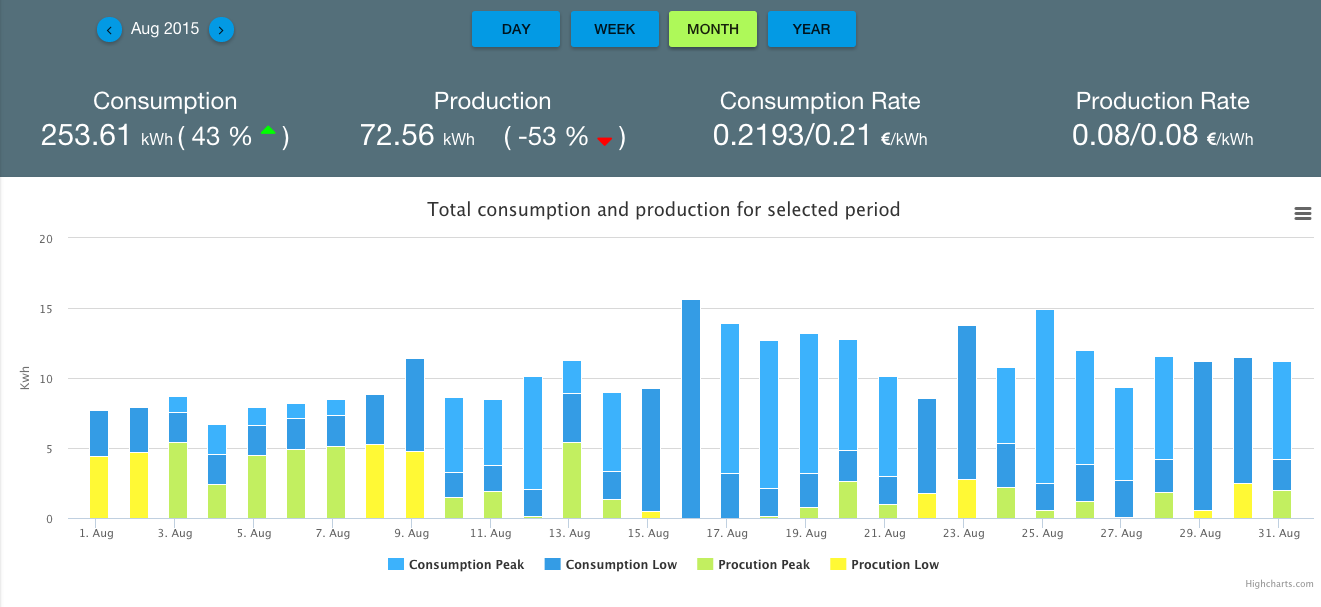 ‹ Aug 2015 › DAY WEEK MONTH YEAR
Consumption Production Consumption Rate Production Rate
253.61 kWh ( 43 % ) 72.56 kWh ( -53 % ) 0.2193/0.21 €/kWh 0.08/0.08 €/kWh
Total consumption and production for selected period
20
15
10
5
0
Kwh
1. Aug 3. Aug 5. Aug 7. Aug 9. Aug 11. Aug 13. Aug 15. Aug 17. Aug 19. Aug 21. Aug 23. Aug 25. Aug 27. Aug 29. Aug 31. Aug
Consumption Peak Consumption Low Procution Peak Procution Low
Highcharts.com